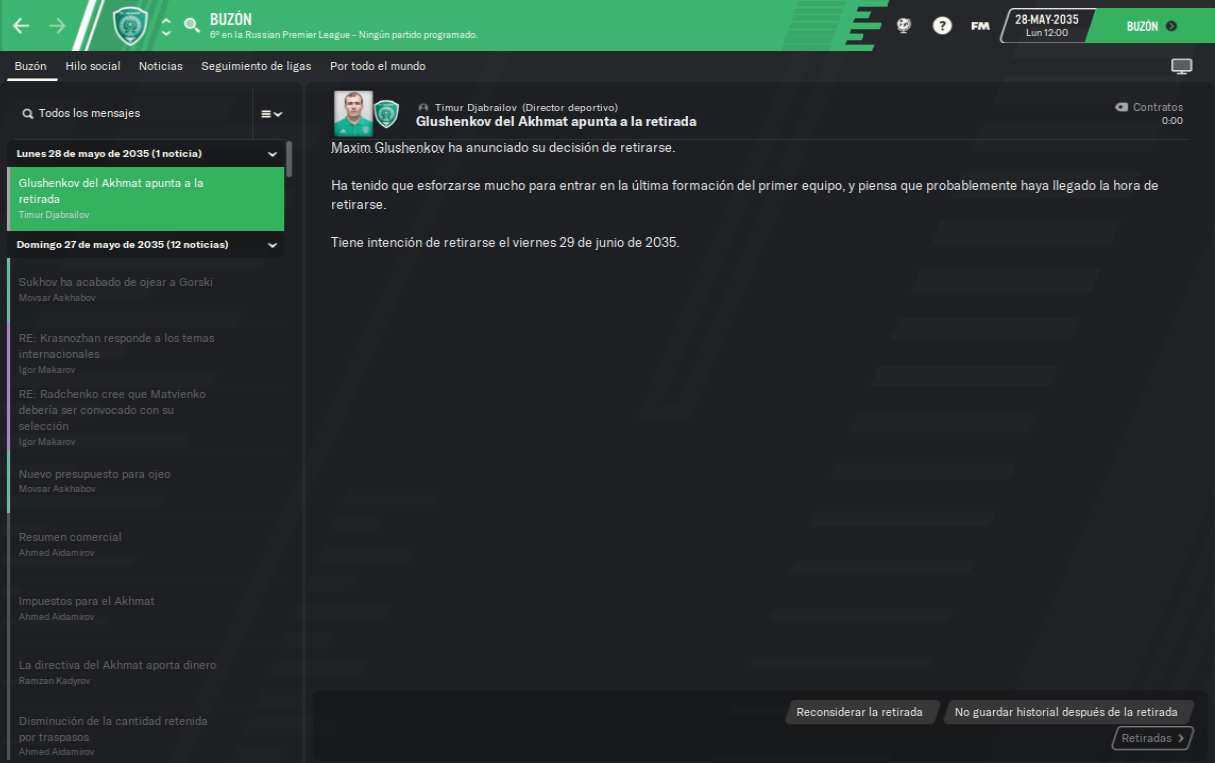 BUZÓN
6º en la Russian Premier League - Ningún partido programado.
?
FM
28-MAY-2035
Lun 12:00
BUZÓN
Buzón
Hilo social
Noticias
Seguimiento de ligas
Por todo el mundo
Todos los mensajes
Lunes 28 de mayo de 2035 (1 noticia)
Glushenkov del Akhmat apunta a la
retirada
Timur Djabrailov
Domingo 27 de mayo de 2035 (12 noticias)
Sukhov ha acabado de ojear a Gorski
Movsar Askhabov
RE: Krasnozhan responde a los temas
internacionales
Igor Makarov
RE: Radchenko cree que Matvienko
debería ser convocado con su
selección
Igor Makarov
Nuevo presupuesto para ojeo
Movsar Askhabov
Resumen comercial
Ahmed Aidamirov
Impuestos para el Akhmat
Ahmed Aidamirov
La directiva del Akhmat aporta dinero
Ramzan Kadyrov
Disminución de la cantidad retenida
por traspasos
Ahmed Aidamirov
Timur Djabrailov (Director deportivo)
Glushenkov del Akhmat apunta a la retirada
Contratos
0:00
Maxim Glushenkov ha anunciado su decisión de retirarse.
Ha tenido que esforzarse mucho para entrar en la última formación del primer equipo, y piensa que probablemente haya llegado la hora de
retirarse.
Tiene intención de retirarse el viernes 29 de junio de 2035.
Reconsiderar la retirada
No guardar historial después de la retirada
Retiradas